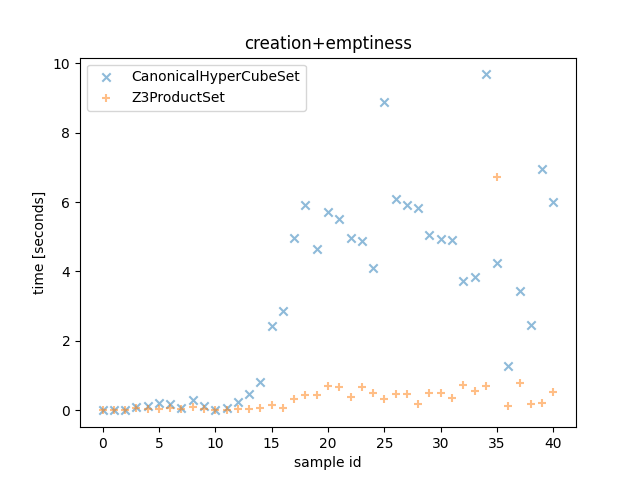 creation+emptiness
CanonicalHyperCubeSet
Z3ProductSet
10
8
6
4
2
0
time [seconds]
0 5 10 15 20 25 30 35 40
sample id